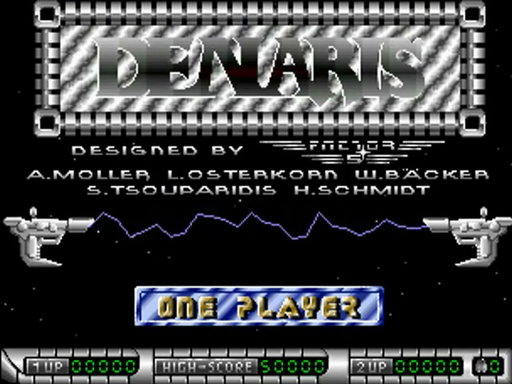 DENARIS
DESIGNED BY FACTOR 5
A.MOLLER L.OSTERKORN W.BÄCKER
S.TSOUPARIDIS H.SCHMIDT
ONE PLAYER
1UP 00000 HIGH-SCORE 50000 2UP 00000 0